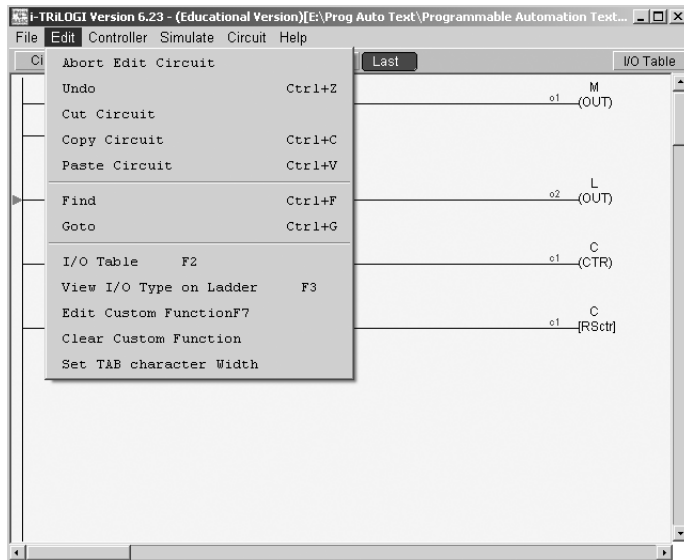 i-TRiLOGI Version 6.23 - (Educational Version)[E:\Prog Auto Text\Programmable Automation Text...
File Edit Controller Simulate Circuit Help
Ci Last I/O Table
Abort Edit Circuit
Undo Ctrl+Z
Cut Circuit
Copy Circuit Ctrl+C
Paste Circuit Ctrl+V
Find Ctrl+F
Goto Ctrl+G
I/O Table F2
View I/O Type on Ladder F3
Edit Custom FunctionF7
Clear Custom Function
Set TAB character Width
M
o1 (OUT)
L
o2 (OUT)
C
o1 (CTR)
C
o1 [RSctr]